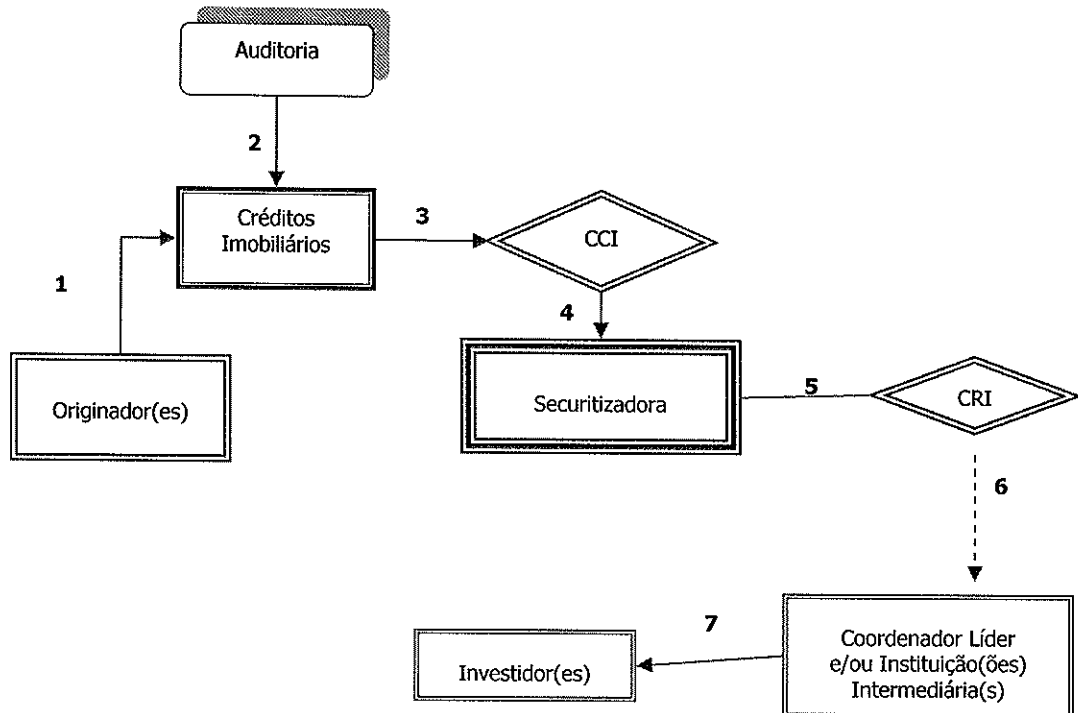 Auditoria
2
Créditos
Imobiliários
3
CCI
1
4
Originador(es)
Securitizadora
5
CRI
6
7
Coordenador Líder
e/ou Instituição(ões)
Intermediária(s)
Investidor(es)